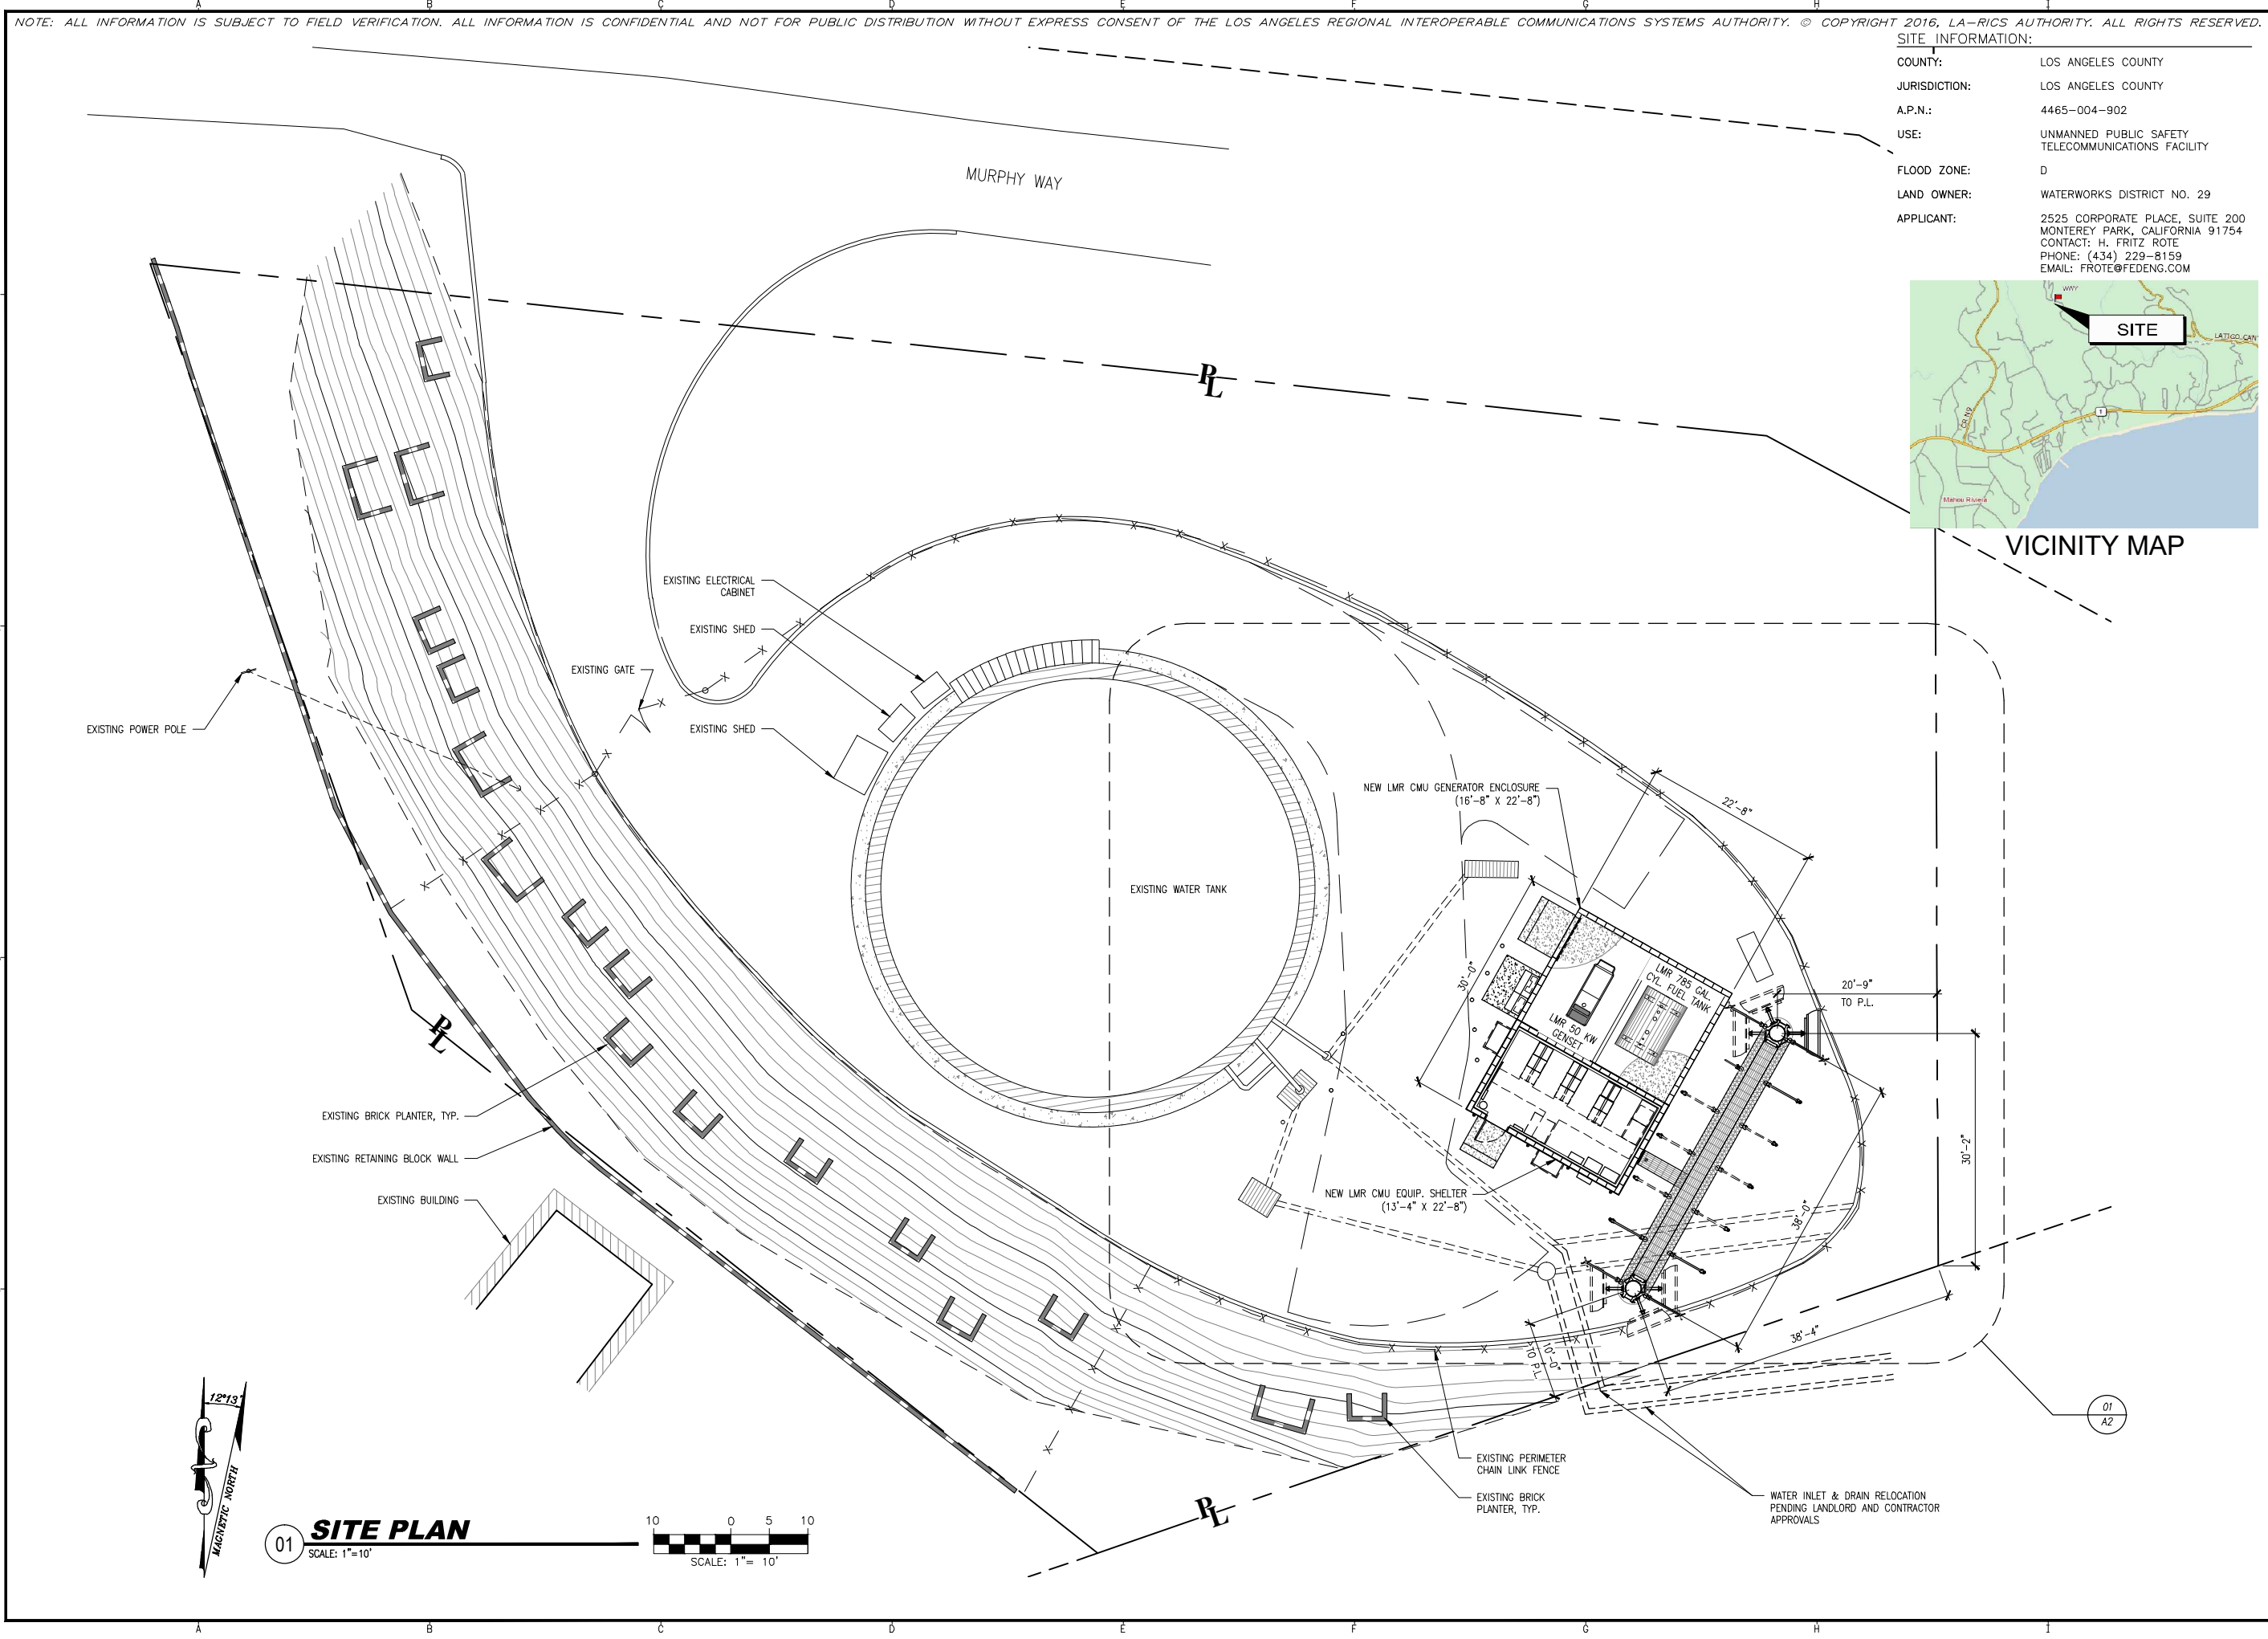 A B C D E F G H I
NOTE: ALL INFORMATION IS SUBJECT TO FIELD VERIFICATION. ALL INFORMATION IS CONFIDENTIAL AND NOT FOR PUBLIC DISTRIBUTION WITHOUT EXPRESS CONSENT OF THE LOS ANGELES REGIONAL INTEROPERABLE COMMUNICATIONS SYSTEMS AUTHORITY. © COPYRIGHT 2016, LA-RICS AUTHORITY. ALL RIGHTS RESERVED.
SITE INFORMATION:
COUNTY: LOS ANGELES COUNTY
JURISDICTION: LOS ANGELES COUNTY
A.P.N.: 4465-004-902
USE: UNMANNED PUBLIC SAFETY
TELECOMMUNICATIONS FACILITY
FLOOD ZONE: D
LAND OWNER: WATERWORKS DISTRICT NO. 29
APPLICANT: 2525 CORPORATE PLACE, SUITE 200
MONTEREY PARK, CALIFORNIA 91754
CONTACT: H. FRITZ ROTE
PHONE: (434) 229-8159
EMAIL: FROTE@FEDENG.COM
WAY
SITE
LATIGO CAN
1
CR N9
Malibu Riviera
VICINITY MAP
MURPHY WAY
PL
EXISTING ELECTRICAL
CABINET
EXISTING SHED
EXISTING GATE
EXISTING SHED
EXISTING POWER POLE
EXISTING WATER TANK
NEW LMR CMU GENERATOR ENCLOSURE
(16'-8" X 22'-8")
22'-8"
30'-0"
LMR 785 GAL.
CYL. FUEL TANK
LMR 50 KW
GENSET
20'-9"
TO P.L.
30'-2"
PL
EXISTING BRICK PLANTER, TYP.
EXISTING RETAINING BLOCK WALL
EXISTING BUILDING
NEW LMR CMU EQUIP. SHELTER
(13'-4" X 22'-8")
38'-0"
38'-4"
10'-0"
TO P.L.
01
A2
EXISTING PERIMETER
CHAIN LINK FENCE
EXISTING BRICK
PLANTER, TYP.
WATER INLET & DRAIN RELOCATION
PENDING LANDLORD AND CONTRACTOR
APPROVALS
PL
12°13'
MAGNETIC NORTH
01
SITE PLAN
SCALE: 1"=10'
10 0 5 10
SCALE: 1"= 10'
A B C D E F G H I